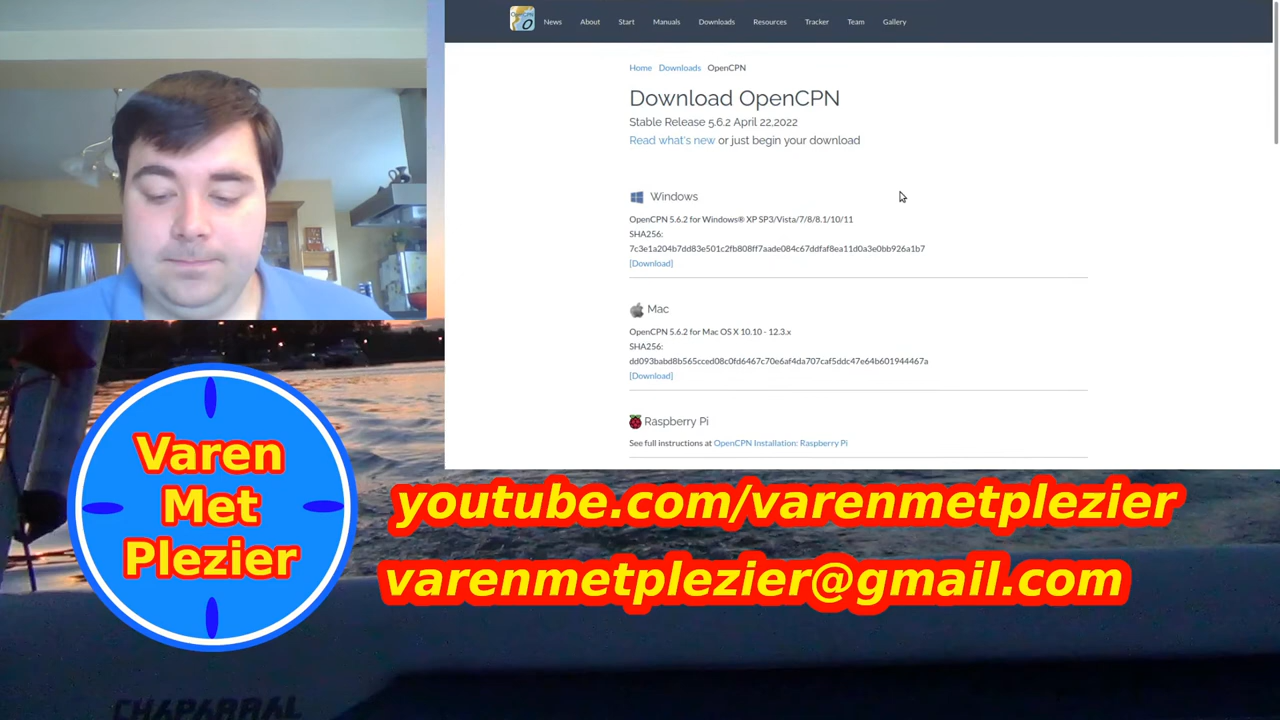 News About Start Manuals Downloads Resources Tracker Team Gallery
Home Downloads OpenCPN
Download OpenCPN
Stable Release 5.6.2 April 22,2022
Read what's new or just begin your download
Windows
OpenCPN 5.6.2 for Windows® XP SP3/Vista/7/8/8.1/10/11
SHA256:
7c3e1a204b7dd83e501c2fb808ff7aade084c67ddfaf8ea11d0a3e0bb926a1b7
[Download]
Mac
OpenCPN 5.6.2 for Mac OS X 10.10 - 12.3.x
SHA256:
dd093babd8b565cced08c0fd6467c70e6af4da707caf5ddc47e64b601944467a
[Download]
Raspberry Pi
See full instructions at OpenCPN Installation: Raspberry Pi
Varen
Met
Plezier
youtube.com/varenmetplezier
varenmetplezier@gmail.com
CHAPARRAL